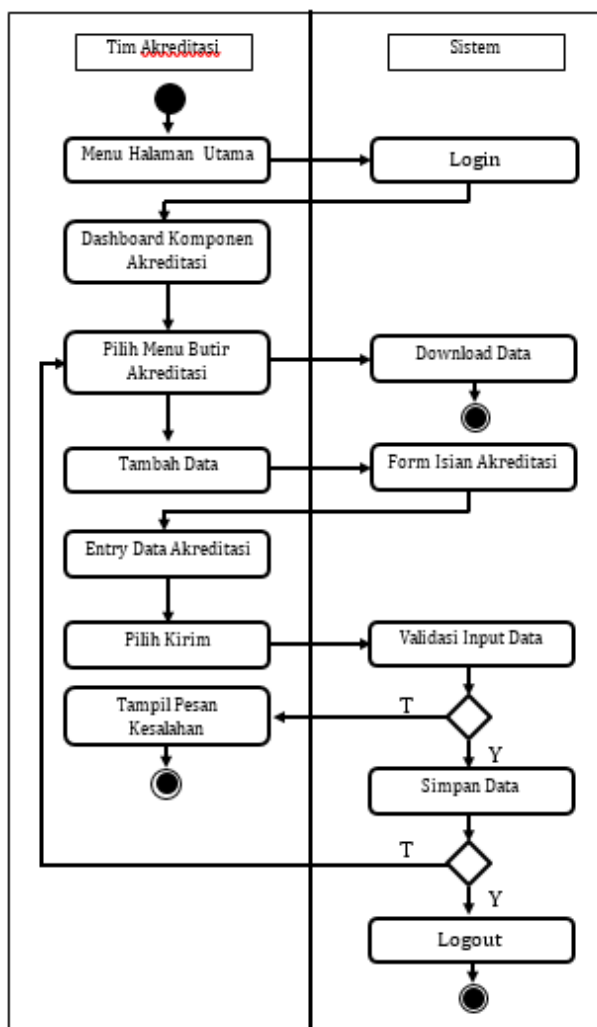 Tim Akreditasi
Sistem
Menu Halaman Utama
Login
Dashboard Komponen
Akreditasi
Pilih Menu Butir
Akreditasi
Download Data
Tambah Data
Form Isian Akreditasi
Entry Data Akreditasi
Pilih Kirim
Validasi Input Data
Tampil Pesan
Kesalahan
T
Y
Simpan Data
T
Y
Logout